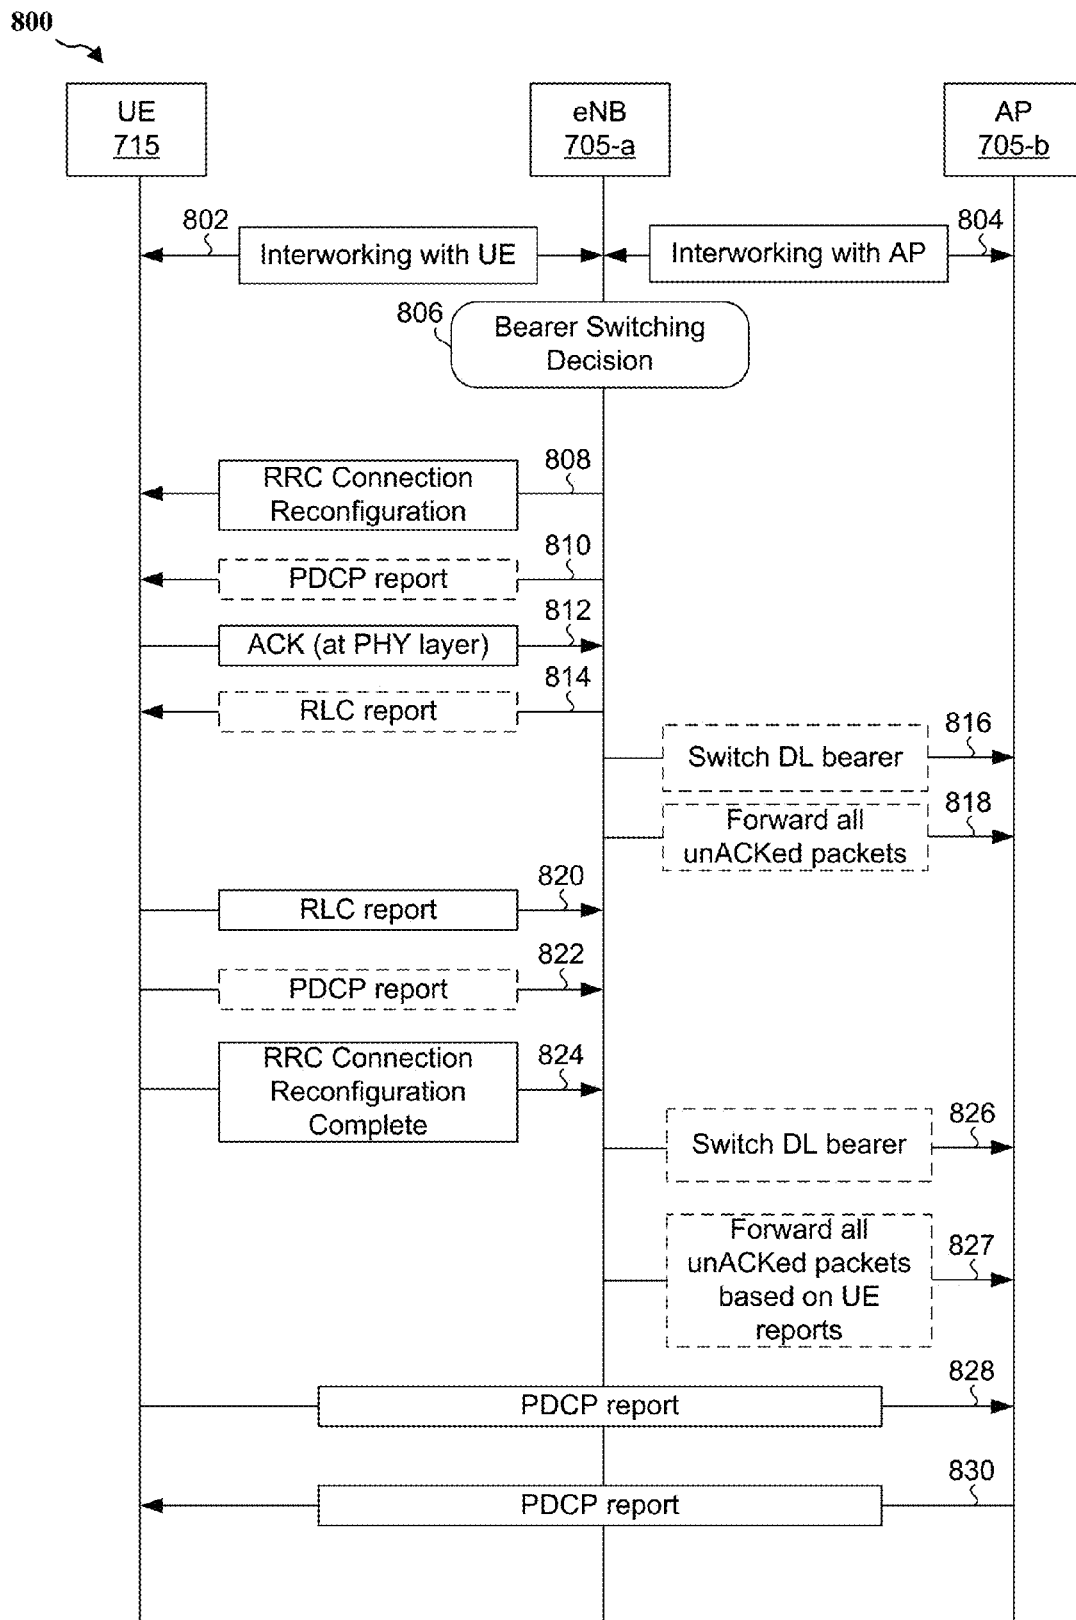 800
UE
715
eNB
705-a
AP
705-b
802
Interworking with UE
804
Interworking with AP
806
Bearer Switching
Decision
808
RRC Connection
Reconfiguration
810
PDCP report
812
ACK (at PHY layer)
814
RLC report
816
Switch DL bearer
818
Forward all
unACKed packets
820
RLC report
822
PDCP report
824
RRC Connection
Reconfiguration
Complete
826
Switch DL bearer
827
Forward all
unACKed packets
based on UE
reports
828
PDCP report
830
PDCP report